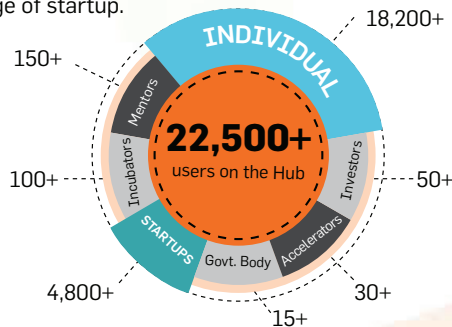 ge of startup.
18,200+
INDIVIDUAL
150+
Mentors
22,500+
users on the Hub
Incubators
Investors
100+
50+
STARTUPS
Govt. Body
Accelerators
4,800+
30+
15+